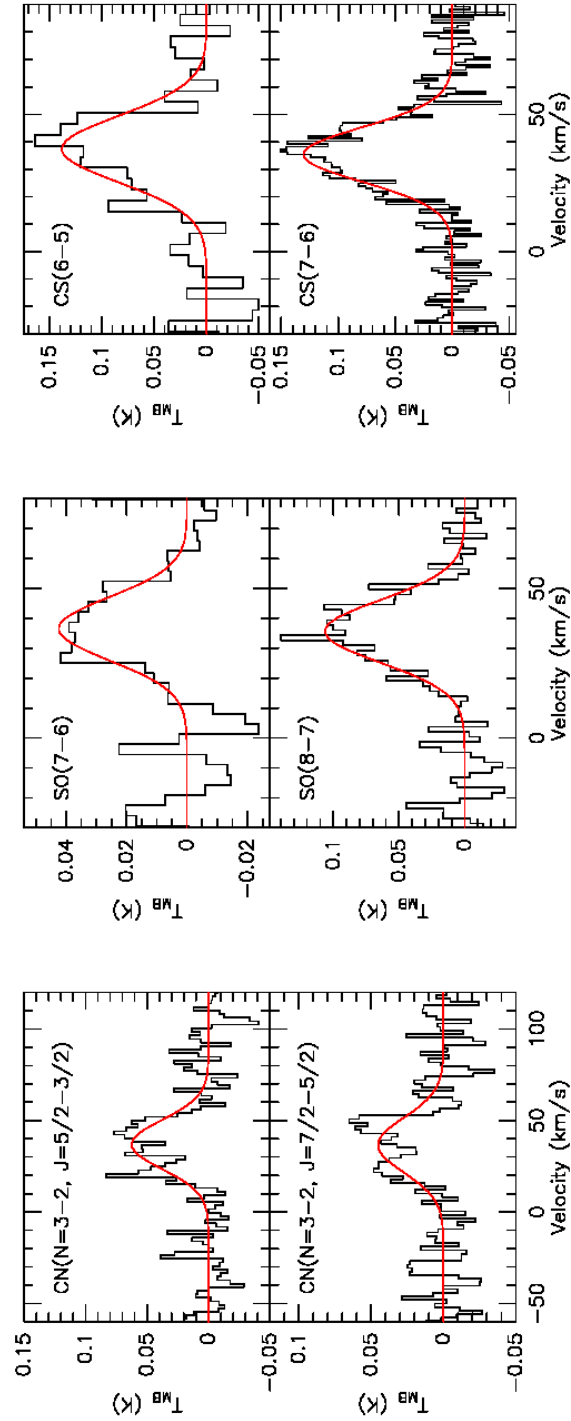 CN(N=3−2, J=5/2−3/2)
T_MB (K)
0.15
0.1
0.05
0
−0.05
CN(N=3−2, J=7/2−5/2)
T_MB (K)
0.1
0.05
0
−50 0 50 100
Velocity (km/s)
SO(7−6)
T_MB (K)
0.04
0.02
0
−0.02
SO(8−7)
T_MB (K)
0.1
0.05
0
0 50
Velocity (km/s)
CS(6−5)
T_MB (K)
0.15
0.1
0.05
0
−0.05
CS(7−6)
T_MB (K)
0.15
0.1
0.05
0
−0.05
0 50
Velocity (km/s)